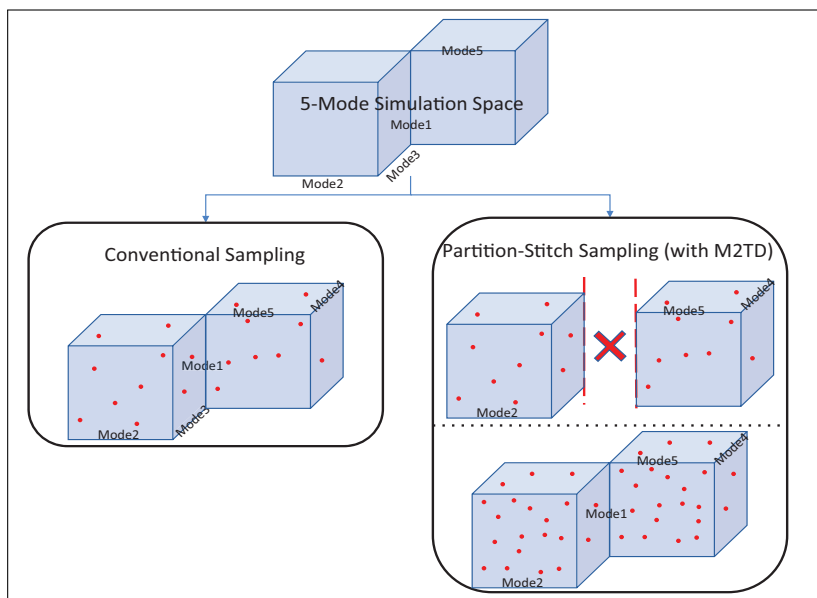 Mode5
5-Mode Simulation Space
Mode1
Mode3
Mode2
Conventional Sampling
Mode4
Mode5
Mode1
Mode3
Mode2
Partition-Stitch Sampling (with M2TD)
Mode4
Mode5
Mode2
Mode4
Mode5
Mode1
Mode2